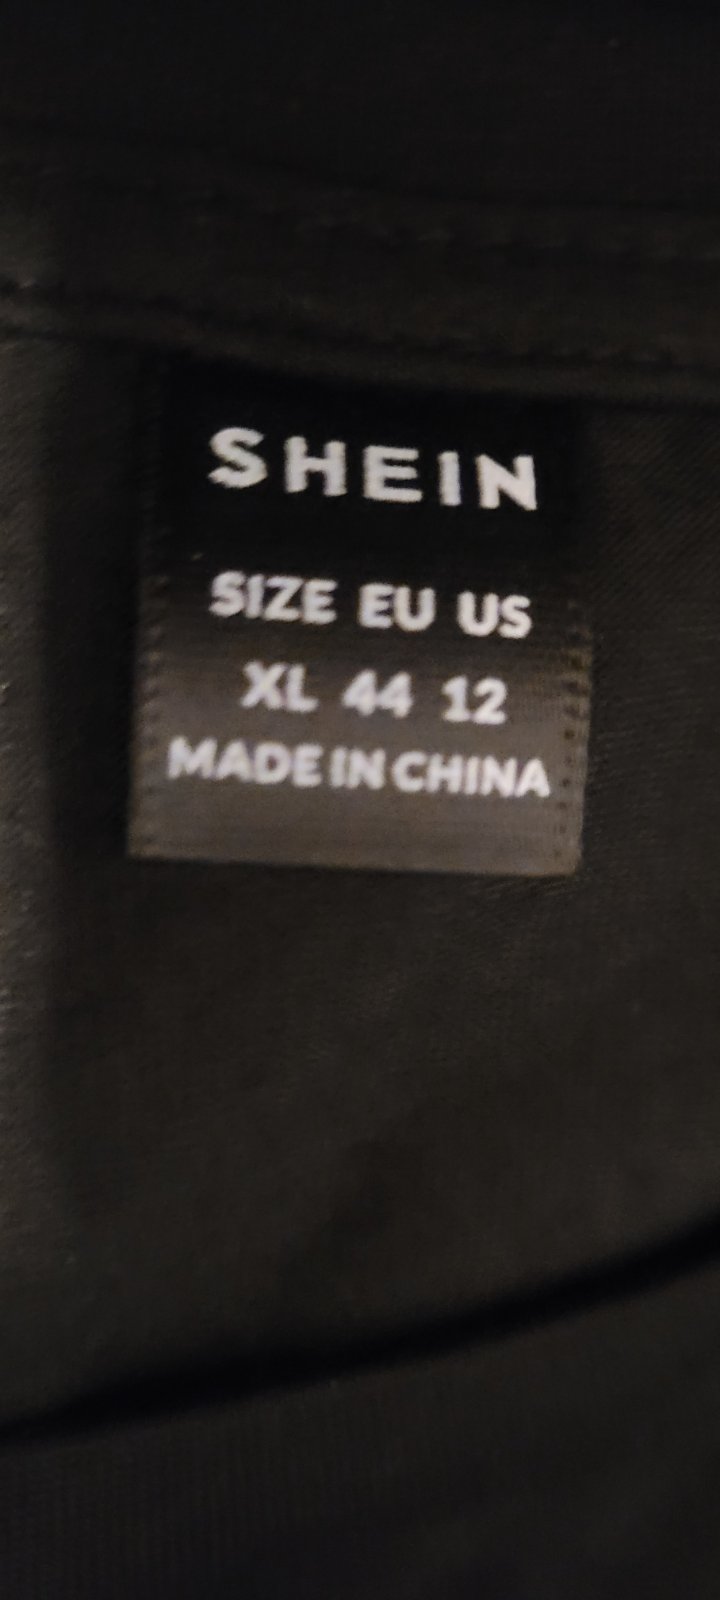 SHEIN
SIZE EU US
XL 44 12
MADE IN CHINA